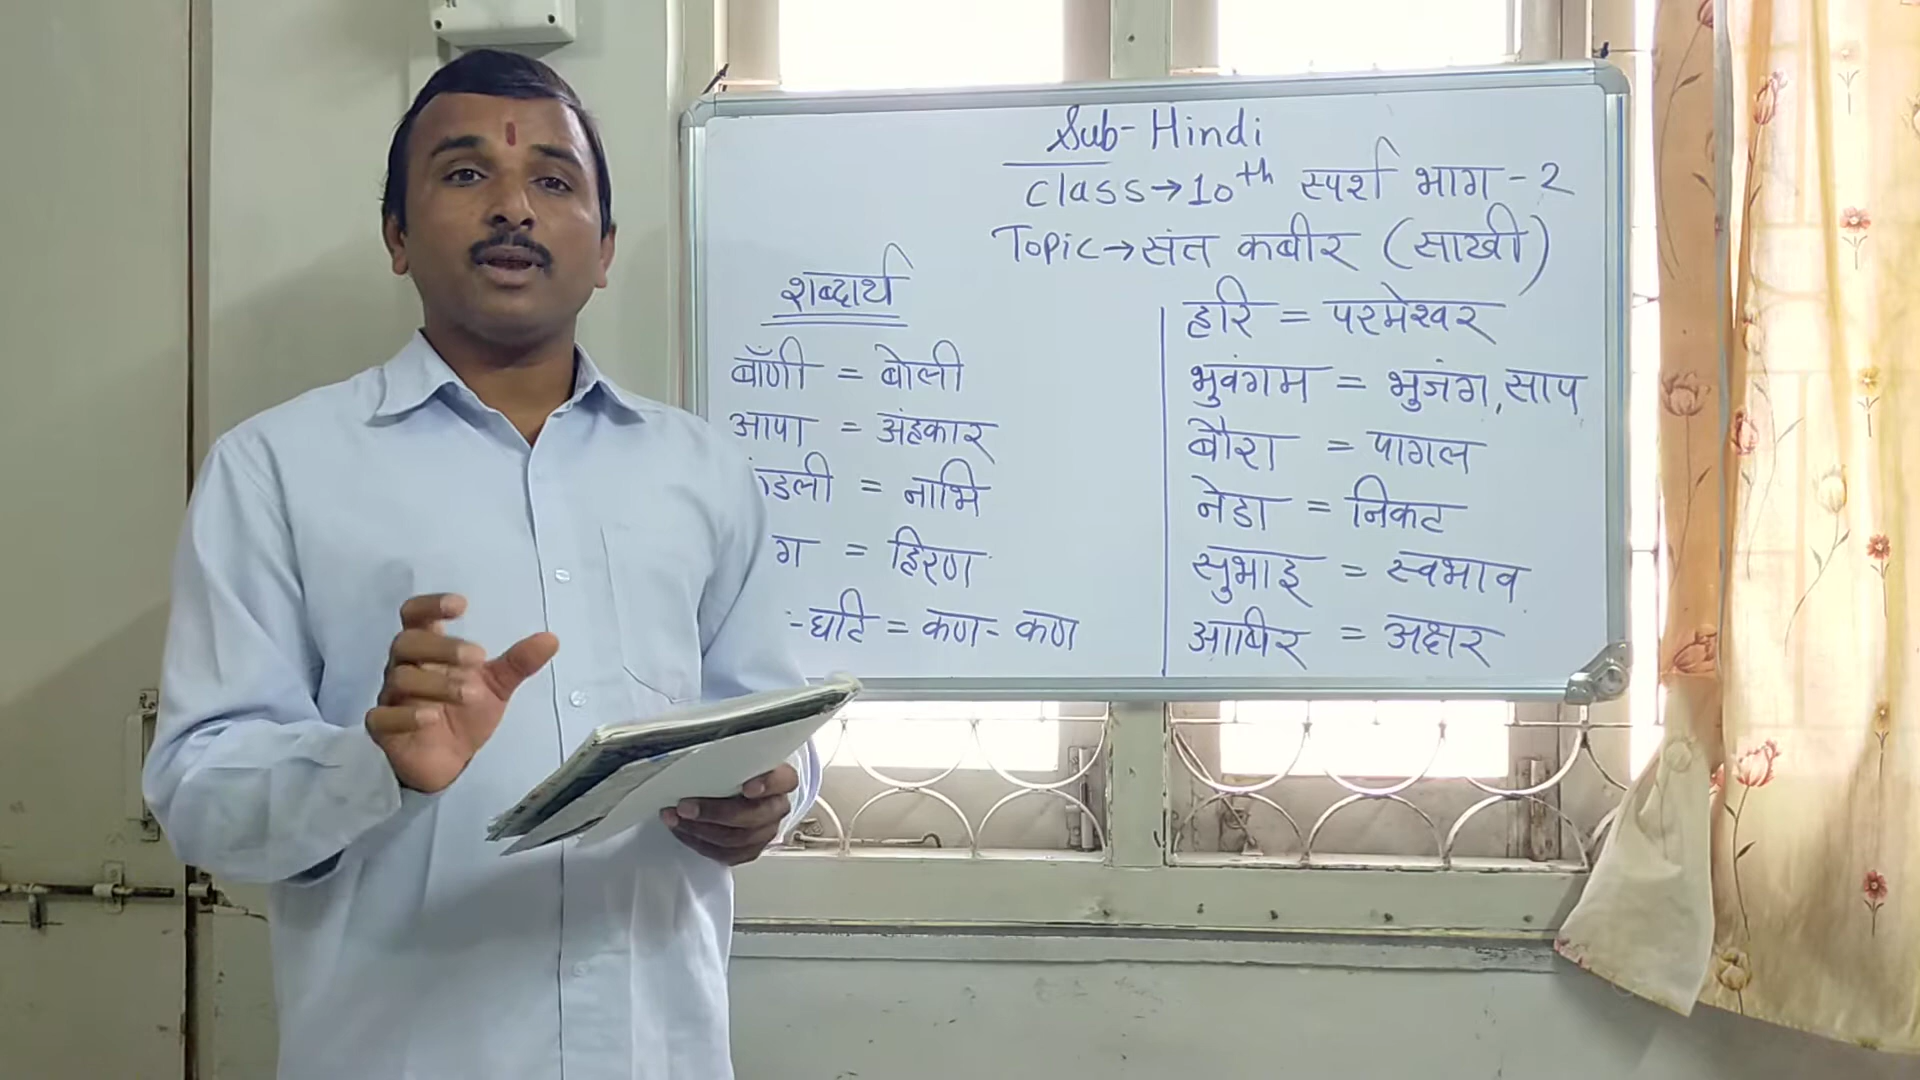 Sub- Hindi
Class→10th स्पर्श भाग-2
Topic→संत कबीर (साखी)
शब्दार्थ
बाँणी = बोली
आपा = अंहकार
डली = नाभि
ग = हिरण
-घटि = कण-कण
हरि = परमेश्वर
भुवंगम = भुजंग,साप
बौरा = पागल
नेडा = निकट
सुभाइ = स्वभाव
आषिर = अक्षर